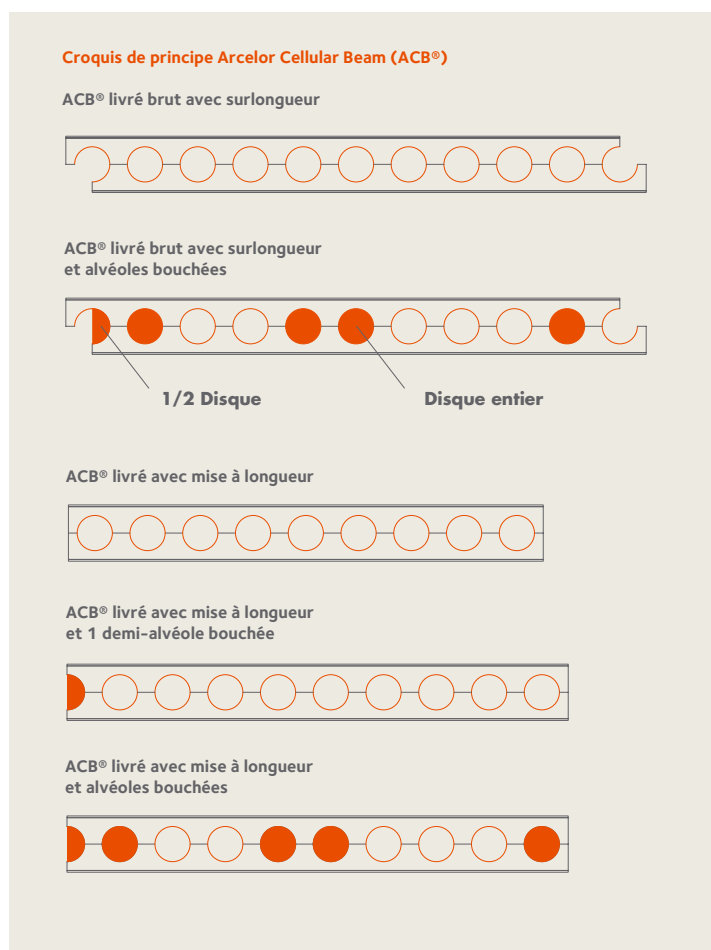 Croquis de principe Arcelor Cellular Beam (ACB®)
ACB® livré brut avec surlongueur
ACB® livré brut avec surlongueur
et alvéoles bouchées
1/2 Disque
Disque entier
ACB® livré avec mise à longueur
ACB® livré avec mise à longueur
et 1 demi-alvéole bouchée
ACB® livré avec mise à longueur
et alvéoles bouchées